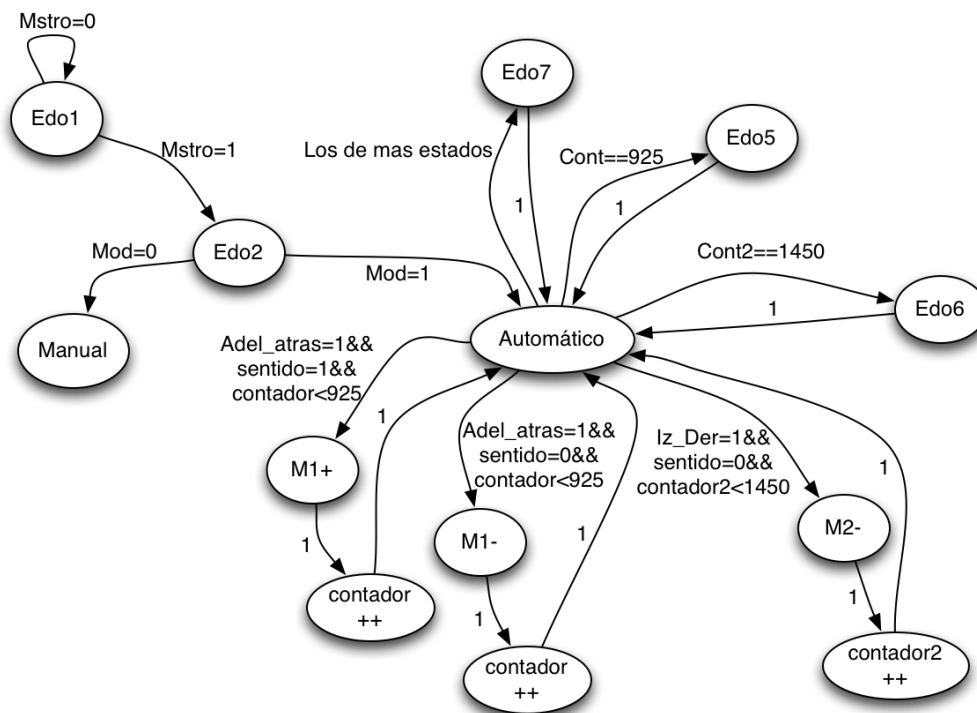 Mstro=0
Edo1
Mstro=1
Edo7
Los de mas estados
1
Cont==925
Edo5
1
Mod=0
Edo2
Mod=1
Manual
Automático
Cont2==1450
1
Edo6
Adel_atras=1&&
sentido=1&&
contador<925
1
M1+
1
contador
++
Adel_atras=1&&
sentido=0&&
contador<925
M1-
1
1
contador
++
Iz_Der=1&&
sentido=0&&
contador2<1450
1
M2-
1
contador2
++